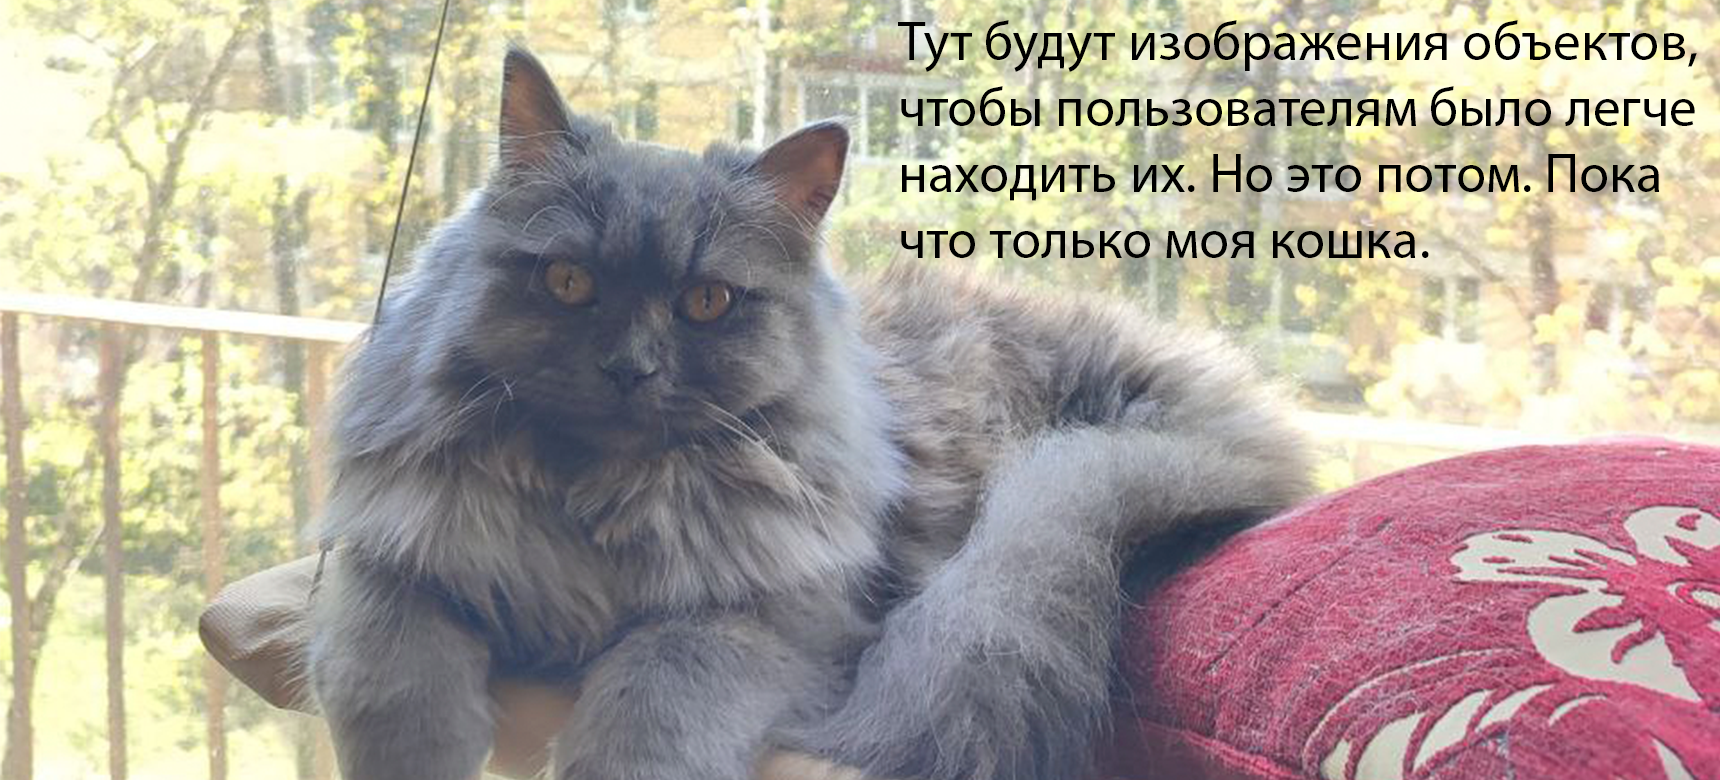 Тут будут изображения объектов,
чтобы пользователям было легче
находить их. Но это потом. Пока
что только моя кошка.